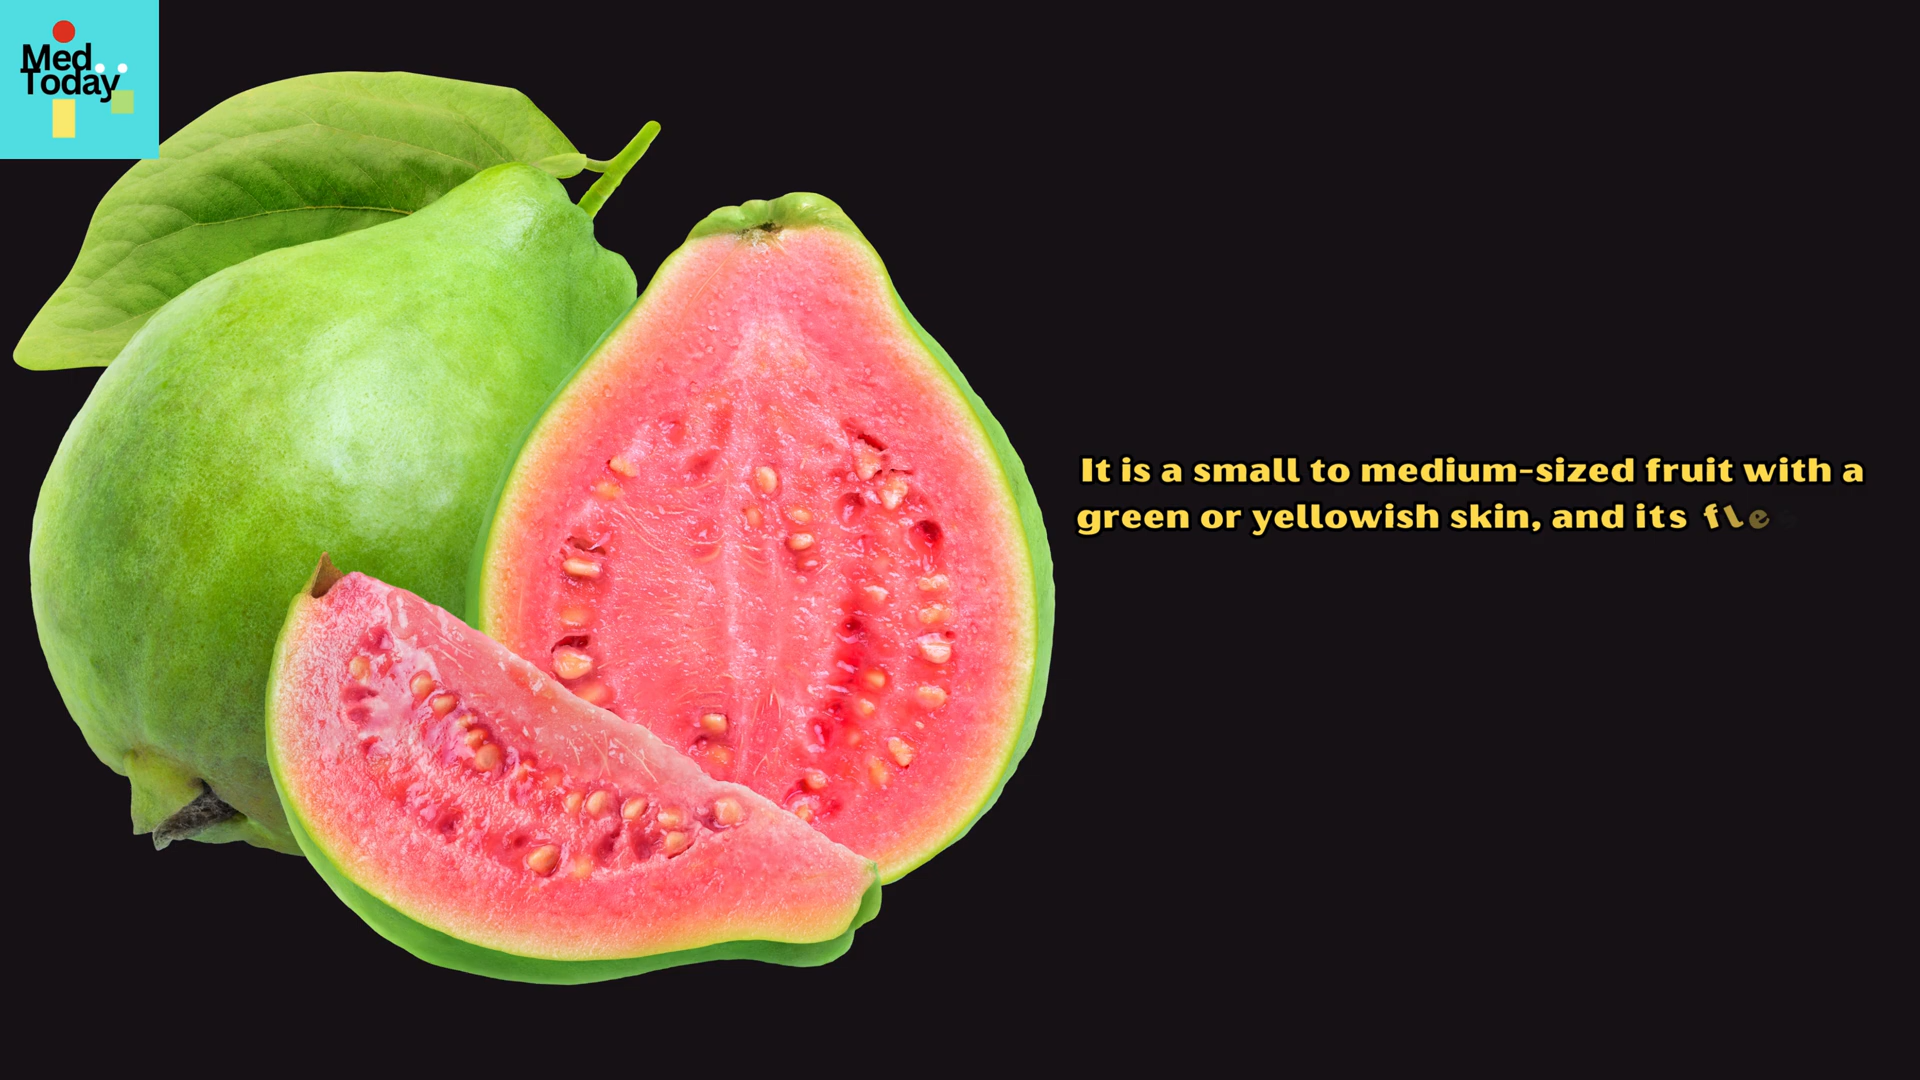 Med
Today
It is a small to medium-sized fruit with a
green or yellowish skin, and its